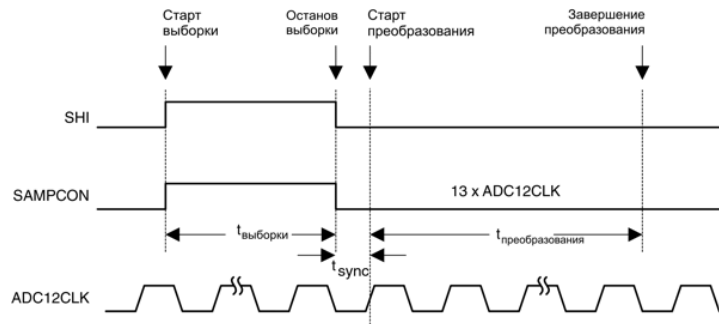 Старт
выборки
Останов
выборки
Старт
преобразования
Завершение
преобразования
SHI
SAMPCON
13 x ADC12CLK
tвыборки
tпреобразования
tsync
ADC12CLK